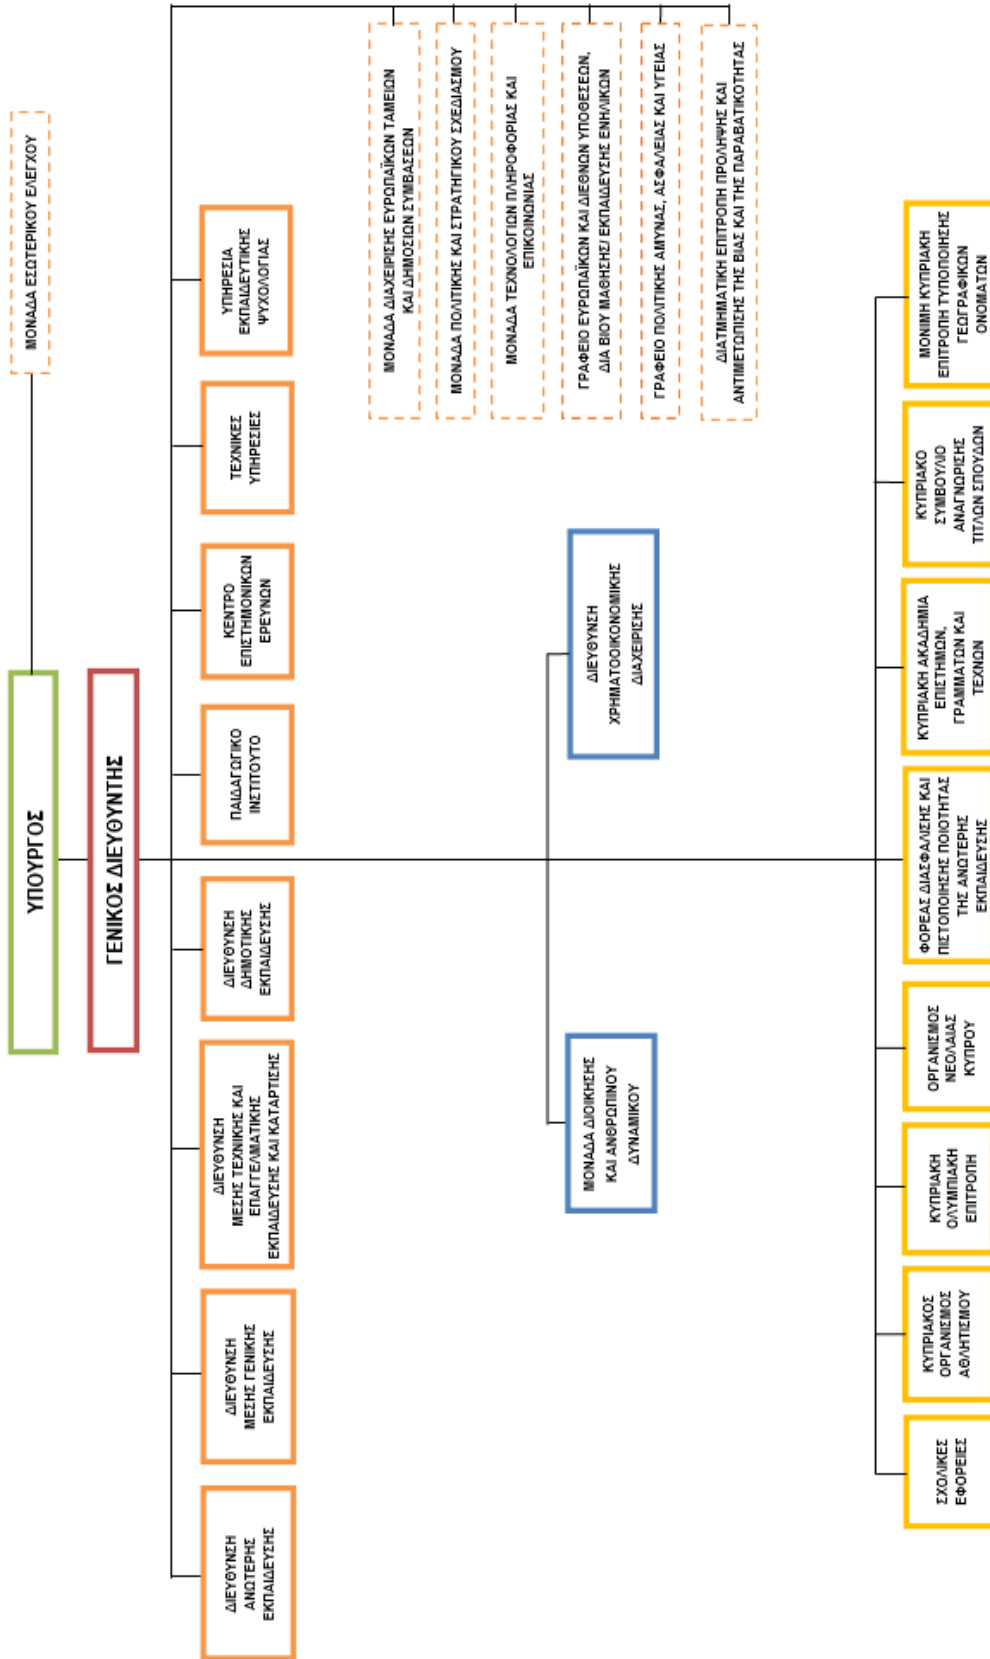 ΥΠΟΥΡΓΟΣ
ΜΟΝΑΔΑ ΕΣΩΤΕΡΙΚΟΥ ΕΛΕΓΧΟΥ
ΓΕΝΙΚΟΣ ΔΙΕΥΘΥΝΤΗΣ
ΔΙΕΥΘΥΝΣΗ
ΑΝΩΤΕΡΗΣ
ΕΚΠΑΙΔΕΥΣΗΣ
ΔΙΕΥΘΥΝΣΗ
ΜΕΣΗΣ ΓΕΝΙΚΗΣ
ΕΚΠΑΙΔΕΥΣΗΣ
ΔΙΕΥΘΥΝΣΗ
ΜΕΣΗΣ ΤΕΧΝΙΚΗΣ ΚΑΙ
ΕΠΑΓΓΕΛΜΑΤΙΚΗΣ
ΕΚΠΑΙΔΕΥΣΗΣ ΚΑΙ ΚΑΤΑΡΤΙΣΗΣ
ΔΙΕΥΘΥΝΣΗ
ΔΗΜΟΤΙΚΗΣ
ΕΚΠΑΙΔΕΥΣΗΣ
ΠΑΙΔΑΓΩΓΙΚΟ
ΙΝΣΤΙΤΟΥΤΟ
ΚΕΝΤΡΟ
ΕΠΙΣΤΗΜΟΝΙΚΩΝ
ΕΡΕΥΝΩΝ
ΤΕΧΝΙΚΕΣ
ΥΠΗΡΕΣΙΕΣ
ΥΠΗΡΕΣΙΑ
ΕΚΠΑΙΔΕΥΤΙΚΗΣ
ΨΥΧΟΛΟΓΙΑΣ
ΜΟΝΑΔΑ ΔΙΑΧΕΙΡΙΣΗΣ ΕΥΡΩΠΑΪΚΩΝ ΤΑΜΕΙΩΝ
ΚΑΙ ΔΗΜΟΣΙΩΝ ΣΥΜΒΑΣΕΩΝ
ΜΟΝΑΔΑ ΠΟΛΙΤΙΚΗΣ ΚΑΙ ΣΤΡΑΤΗΓΙΚΟΥ ΣΧΕΔΙΑΣΜΟΥ
ΜΟΝΑΔΑ ΤΕΧΝΟΛΟΓΙΩΝ ΠΛΗΡΟΦΟΡΙΑΣ ΚΑΙ
ΕΠΙΚΟΙΝΩΝΙΑΣ
ΓΡΑΦΕΙΟ ΕΥΡΩΠΑΪΚΩΝ ΚΑΙ ΔΙΕΘΝΩΝ ΥΠΟΘΕΣΕΩΝ,
ΔΙΑ ΒΙΟΥ ΜΑΘΗΣΗΣ/ ΕΚΠΑΙΔΕΥΣΗΣ ΕΝΗΛΙΚΩΝ
ΓΡΑΦΕΙΟ ΠΟΛΙΤΙΚΗΣ ΑΜΥΝΑΣ, ΑΣΦΑΛΕΙΑΣ ΚΑΙ ΥΓΕΙΑΣ
ΔΙΑΤΜΗΜΑΤΙΚΗ ΕΠΙΤΡΟΠΗ ΠΡΟΛΗΨΗΣ ΚΑΙ
ΑΝΤΙΜΕΤΩΠΙΣΗΣ ΤΗΣ ΒΙΑΣ ΚΑΙ ΤΗΣ ΠΑΡΑΒΑΤΙΚΟΤΗΤΑΣ
ΜΟΝΑΔΑ ΔΙΟΙΚΗΣΗΣ
ΚΑΙ ΑΝΘΡΩΠΙΝΟΥ
ΔΥΝΑΜΙΚΟΥ
ΔΙΕΥΘΥΝΣΗ
ΧΡΗΜΑΤΟΟΙΚΟΝΟΜΙΚΗΣ
ΔΙΑΧΕΙΡΙΣΗΣ
ΣΧΟΛΙΚΕΣ
ΕΦΟΡΕΙΕΣ
ΚΥΠΡΙΑΚΟΣ
ΟΡΓΑΝΙΣΜΟΣ
ΑΘΛΗΤΙΣΜΟΥ
ΚΥΠΡΙΑΚΗ
ΟΛΥΜΠΙΑΚΗ
ΕΠΙΤΡΟΠΗ
ΟΡΓΑΝΙΣΜΟΣ
ΝΕΟΛΑΙΑΣ
ΚΥΠΡΟΥ
ΦΟΡΕΑΣ ΔΙΑΣΦΑΛΙΣΗΣ ΚΑΙ
ΠΙΣΤΟΠΟΙΗΣΗΣ ΠΟΙΟΤΗΤΑΣ
ΤΗΣ ΑΝΩΤΕΡΗΣ
ΕΚΠΑΙΔΕΥΣΗΣ
ΚΥΠΡΙΑΚΗ ΑΚΑΔΗΜΙΑ
ΕΠΙΣΤΗΜΩΝ,
ΓΡΑΜΜΑΤΩΝ ΚΑΙ
ΤΕΧΝΩΝ
ΚΥΠΡΙΑΚΟ
ΣΥΜΒΟΥΛΙΟ
ΑΝΑΓΝΩΡΙΣΗΣ
ΤΙΤΛΩΝ ΣΠΟΥΔΩΝ
ΜΟΝΙΜΗ ΚΥΠΡΙΑΚΗ
ΕΠΙΤΡΟΠΗ ΤΥΠΟΠΟΙΗΣΗΣ
ΓΕΩΓΡΑΦΙΚΩΝ
ΟΝΟΜΑΤΩΝ